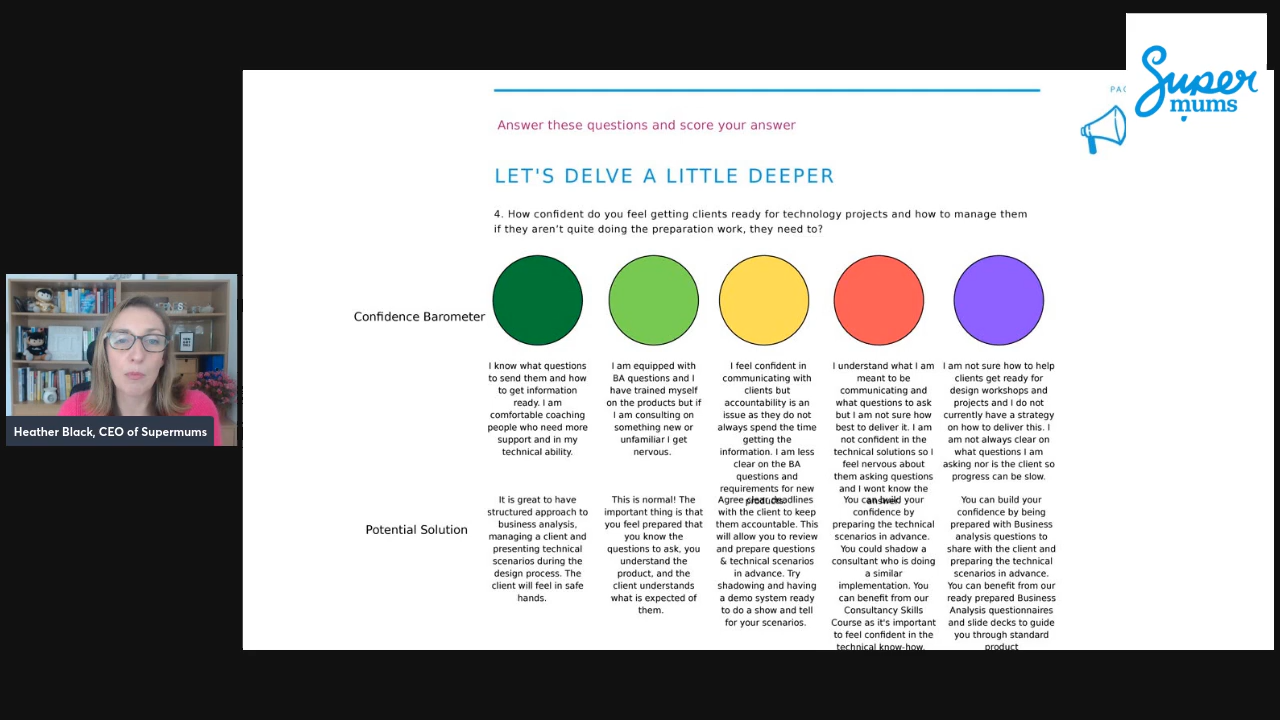 PAG
Super
mums
Answer these questions and score your answer
LET'S DELVE A LITTLE DEEPER
4. How confident do you feel getting clients ready for technology projects and how to manage them
if they aren't quite doing the preparation work, they need to?
Confidence Barometer
I know what questions
to send them and how
to get information
ready. I am
comfortable coaching
people who need more
support and in my
technical ability.
I am equipped with
BA questions and I
have trained myself
on the products but if
I am consulting on
something new or
unfamiliar I get
nervous.
I feel confident in
communicating with
clients but
accountability is an
issue as they do not
always spend the time
getting the
information. I am less
clear on the BA
questions and
requirements for new
products.
I understand what I am
meant to be
communicating and
what questions to ask
but I am not sure how
best to deliver it. I am
not confident in the
technical solutions so I
feel nervous about
them asking questions
and I wont know the
answer.
I am not sure how to help
clients get ready for
design workshops and
projects and I do not
currently have a strategy
on how to deliver this. I
am not always clear on
what questions I am
asking nor is the client so
progress can be slow.
Potential Solution
It is great to have
structured approach to
business analysis,
managing a client and
presenting technical
scenarios during the
design process. The
client will feel in safe
hands.
This is normal! The
important thing is that
you feel prepared that
you know the
questions to ask, you
understand the
product, and the
client understands
what is expected of
them.
Agree clear deadlines
with the client to keep
them accountable. This
will allow you to review
and prepare questions
& technical scenarios
in advance. Try
shadowing and having
a demo system ready
to do a show and tell
for your scenarios.
You can build your
confidence by
preparing the technical
scenarios in advance.
You could shadow a
consultant who is doing
a similar
implementation. You
can benefit from our
Consultancy Skills
Course as it's important
to feel confident in the
technical know-how.
You can build your
confidence by being
prepared with Business
analysis questions to
share with the client and
preparing the technical
scenarios in advance.
You can benefit from our
ready prepared Business
Analysis questionnaires
and slide decks to guide
you through standard
product
Heather Black, CEO of Supermums